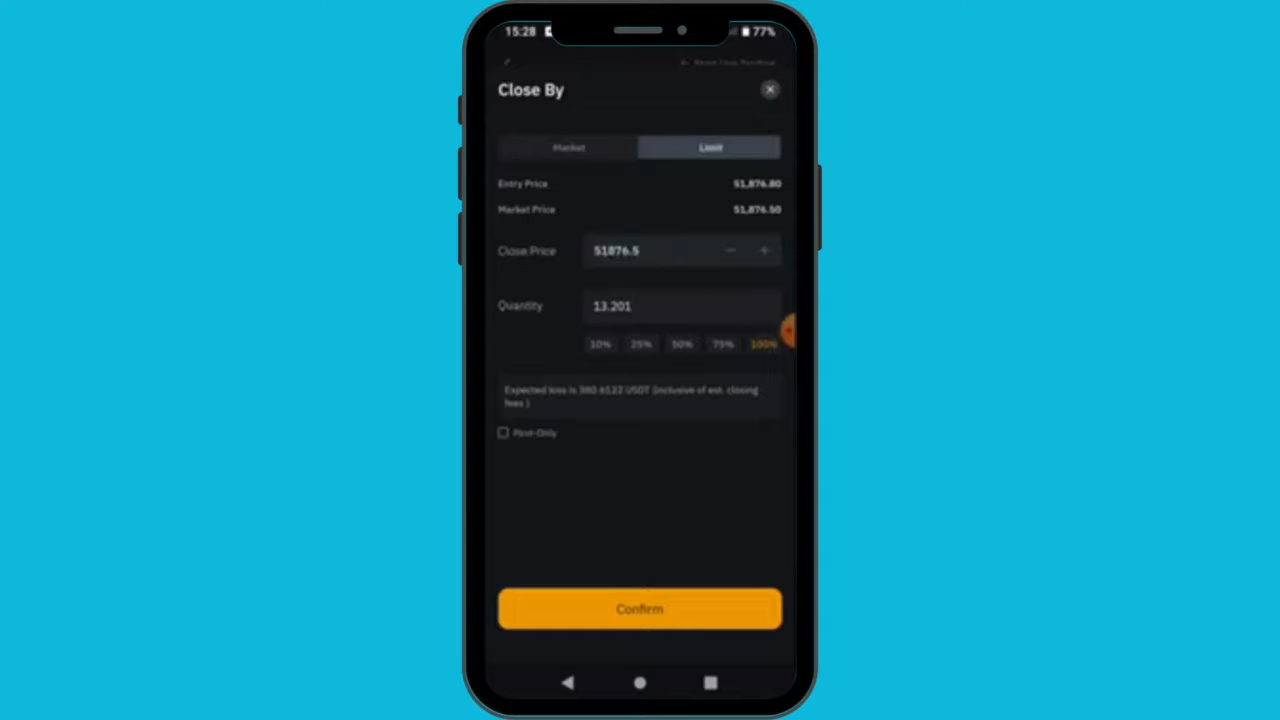 15:28
77%
Close By
Market
Limit
Entry Price
51,876.80
Market Price
51,876.50
Close Price
51876.5
Quantity
13.201
10%
25%
50%
75%
100%
Expected loss is 380.6122 USDT (inclusive of est. closing
fees )
Post-Only
Confirm